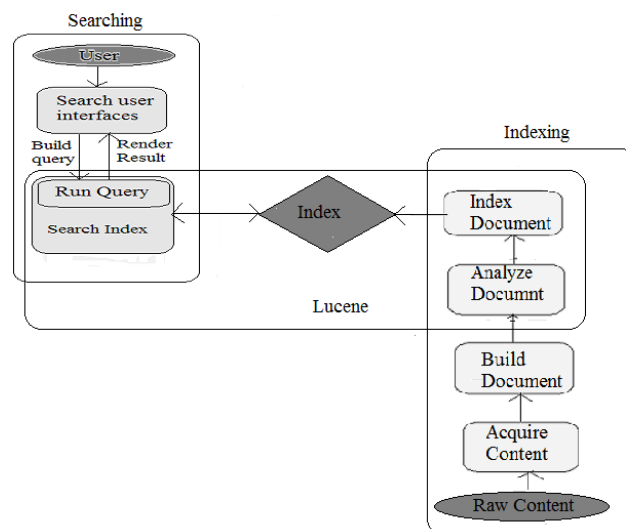 Searching
User
Search user
interfaces
Build
query
Render
Result
Run Query
Search Index
Index
Lucene
Indexing
Index
Document
Analyze
Documnt
Build
Document
Acquire
Content
Raw Content